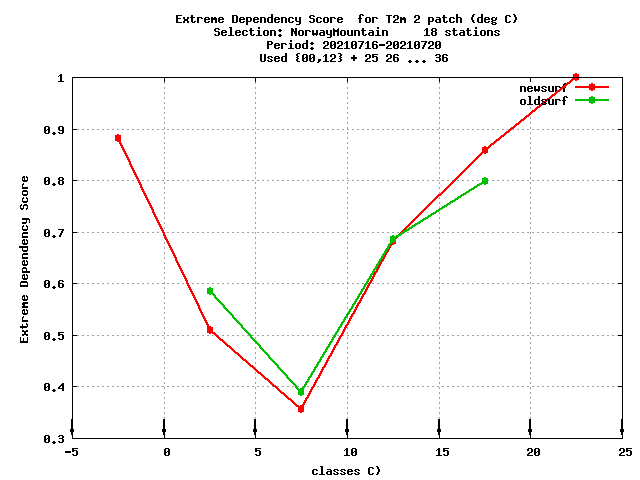 Extreme Dependency Score  for T2m 2 patch (deg C)
Selection: NorwayMountain     18 stations
Period: 20210716-20210720
Used {00,12} + 25 26 ... 36
newsurf
oldsurf
1
0.9
0.8
0.7
0.6
0.5
0.4
0.3
Extreme Dependency Score
-5 0 5 10 15 20 25
classes C)